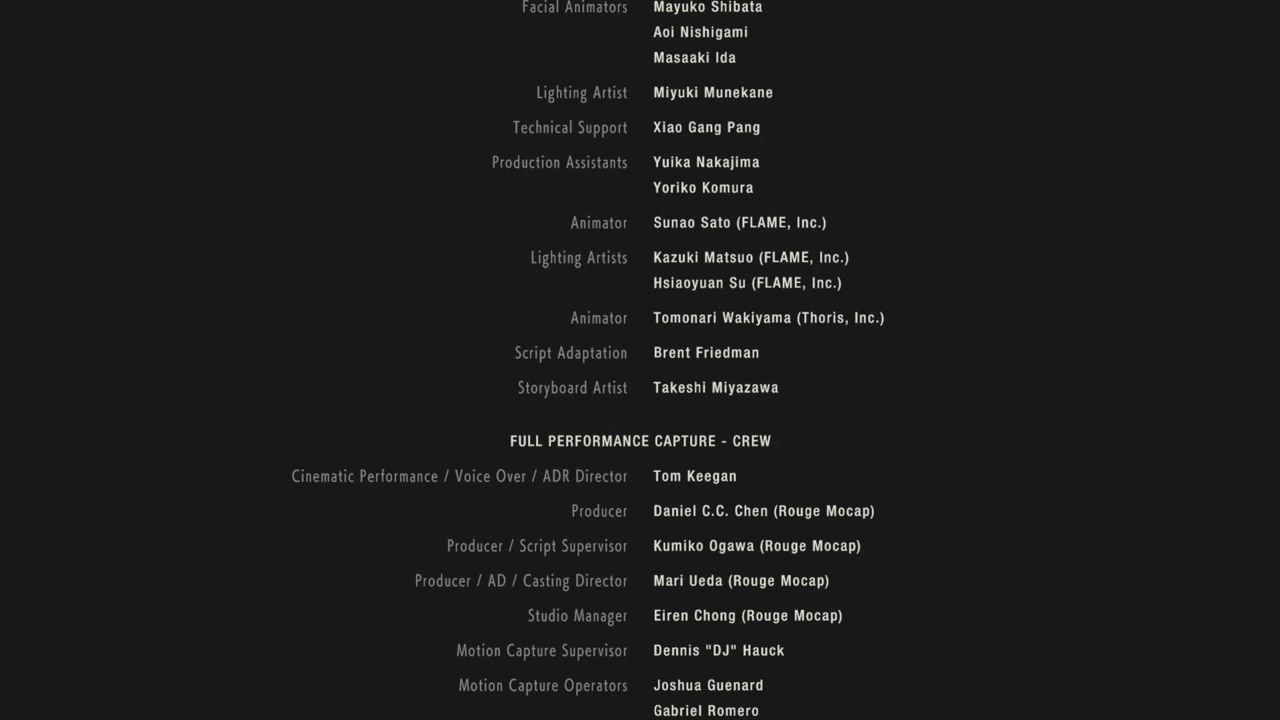 Facial Animators Mayuko Shibata
Aoi Nishigami
Masaaki Ida
Lighting Artist Miyuki Munekane
Technical Support Xiao Gang Pang
Production Assistants Yuika Nakajima
Yoriko Komura
Animator Sunao Sato (FLAME, Inc.)
Lighting Artists Kazuki Matsuo (FLAME, Inc.)
Hsiaoyuan Su (FLAME, Inc.)
Animator Tomonari Wakiyama (Thoris, Inc.)
Script Adaptation Brent Friedman
Storyboard Artist Takeshi Miyazawa
FULL PERFORMANCE CAPTURE - CREW
Cinematic Performance / Voice Over / ADR Director Tom Keegan
Producer Daniel C.C. Chen (Rouge Mocap)
Producer / Script Supervisor Kumiko Ogawa (Rouge Mocap)
Producer / AD / Casting Director Mari Ueda (Rouge Mocap)
Studio Manager Eiren Chong (Rouge Mocap)
Motion Capture Supervisor Dennis "DJ" Hauck
Motion Capture Operators Joshua Guenard
Gabriel Romero